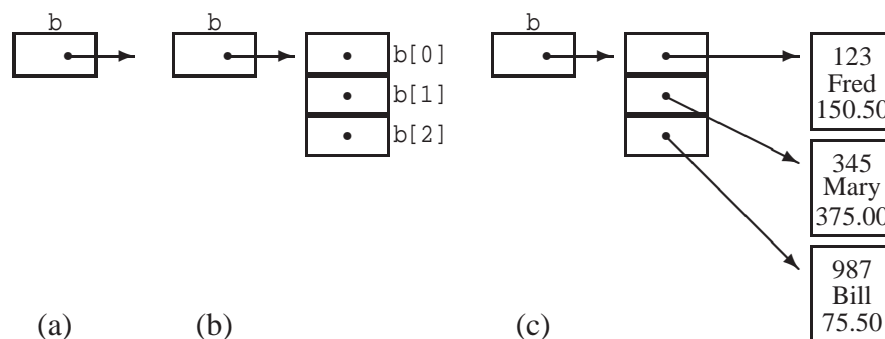 b
b
b
b[0]
b[1]
b[2]
123
Fred
150.50
345
Mary
375.00
987
Bill
75.50
(a)
(b)
(c)